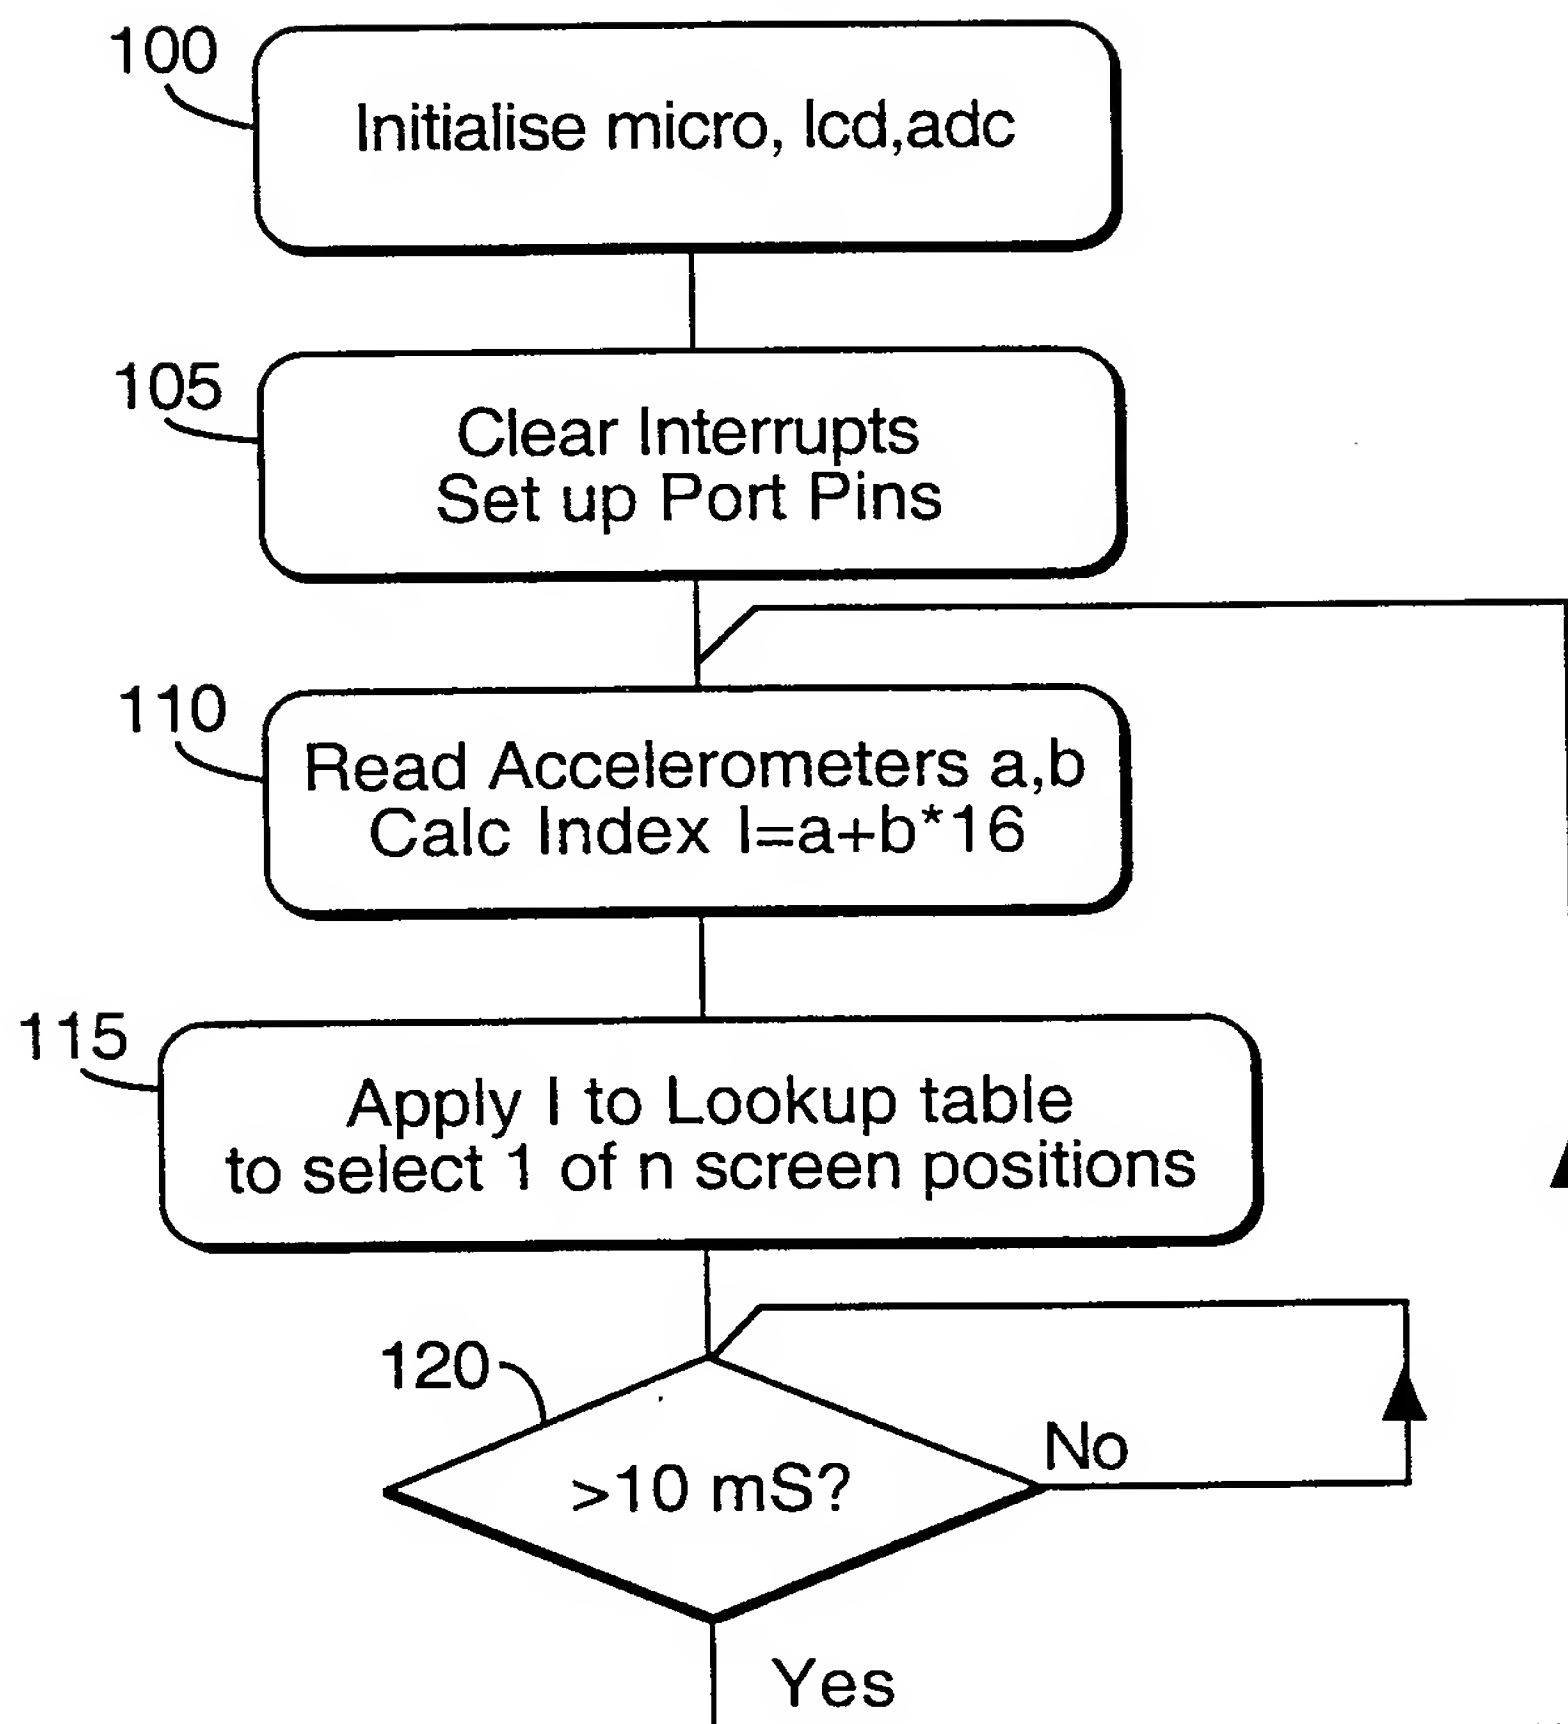 100
Initialise micro, lcd,adc
105
Clear Interrupts
Set up Port Pins
110
Read Accelerometers a,b
Calc Index I=a+b*16
115
Apply I to Lookup table
to select 1 of n screen positions
120
>10 mS?
No
Yes